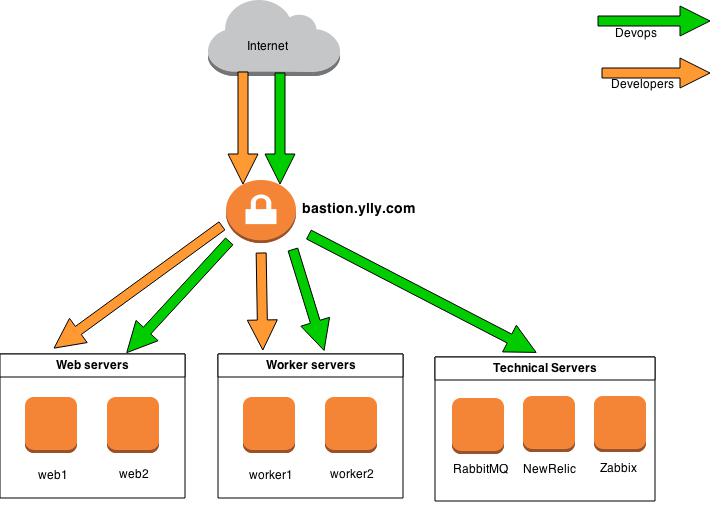 Internet
Devops
Developers
bastion.ylly.com
Web servers
Worker servers
Technical Servers
web1
web2
worker1
worker2
RabbitMQ
NewRelic
Zabbix